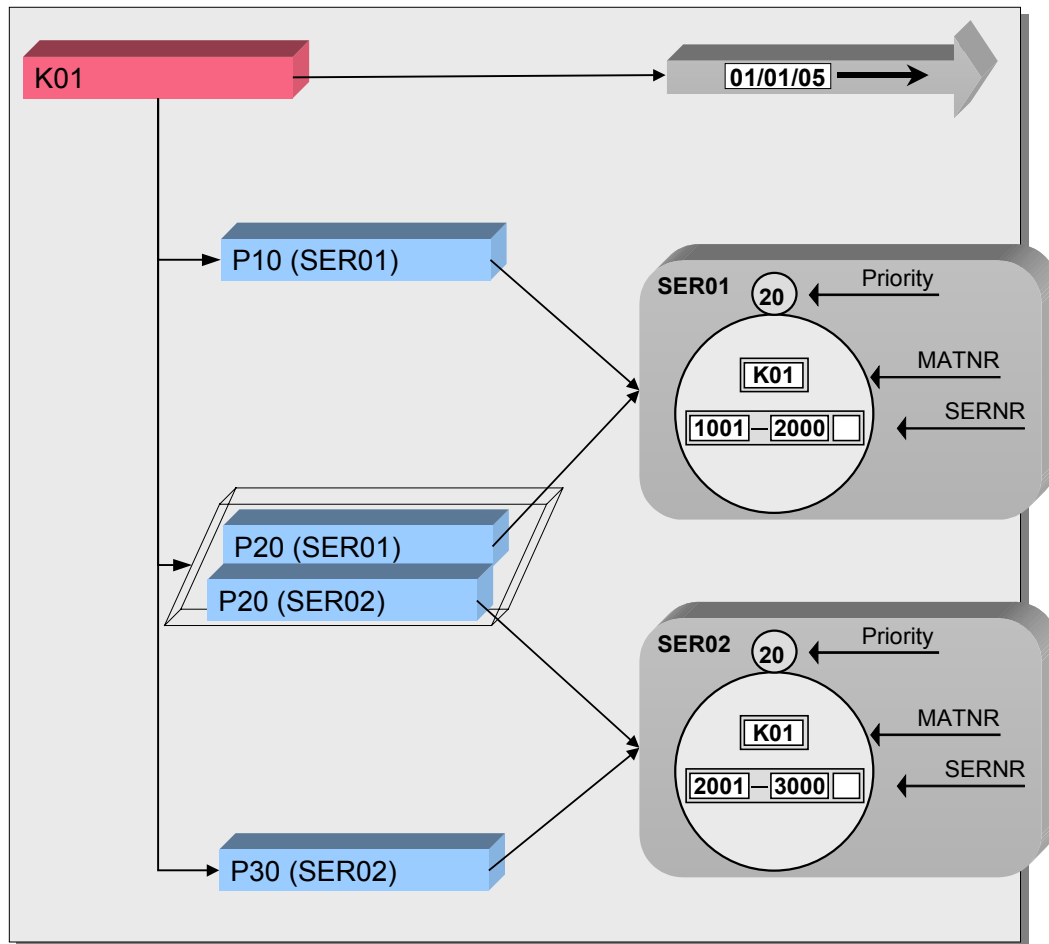 K01
01/01/05
P10 (SER01)
SER01
20
Priority
K01
MATNR
1001 2000
SERNR
P20 (SER01)
P20 (SER02)
SER02
20
Priority
K01
MATNR
2001 3000
SERNR
P30 (SER02)